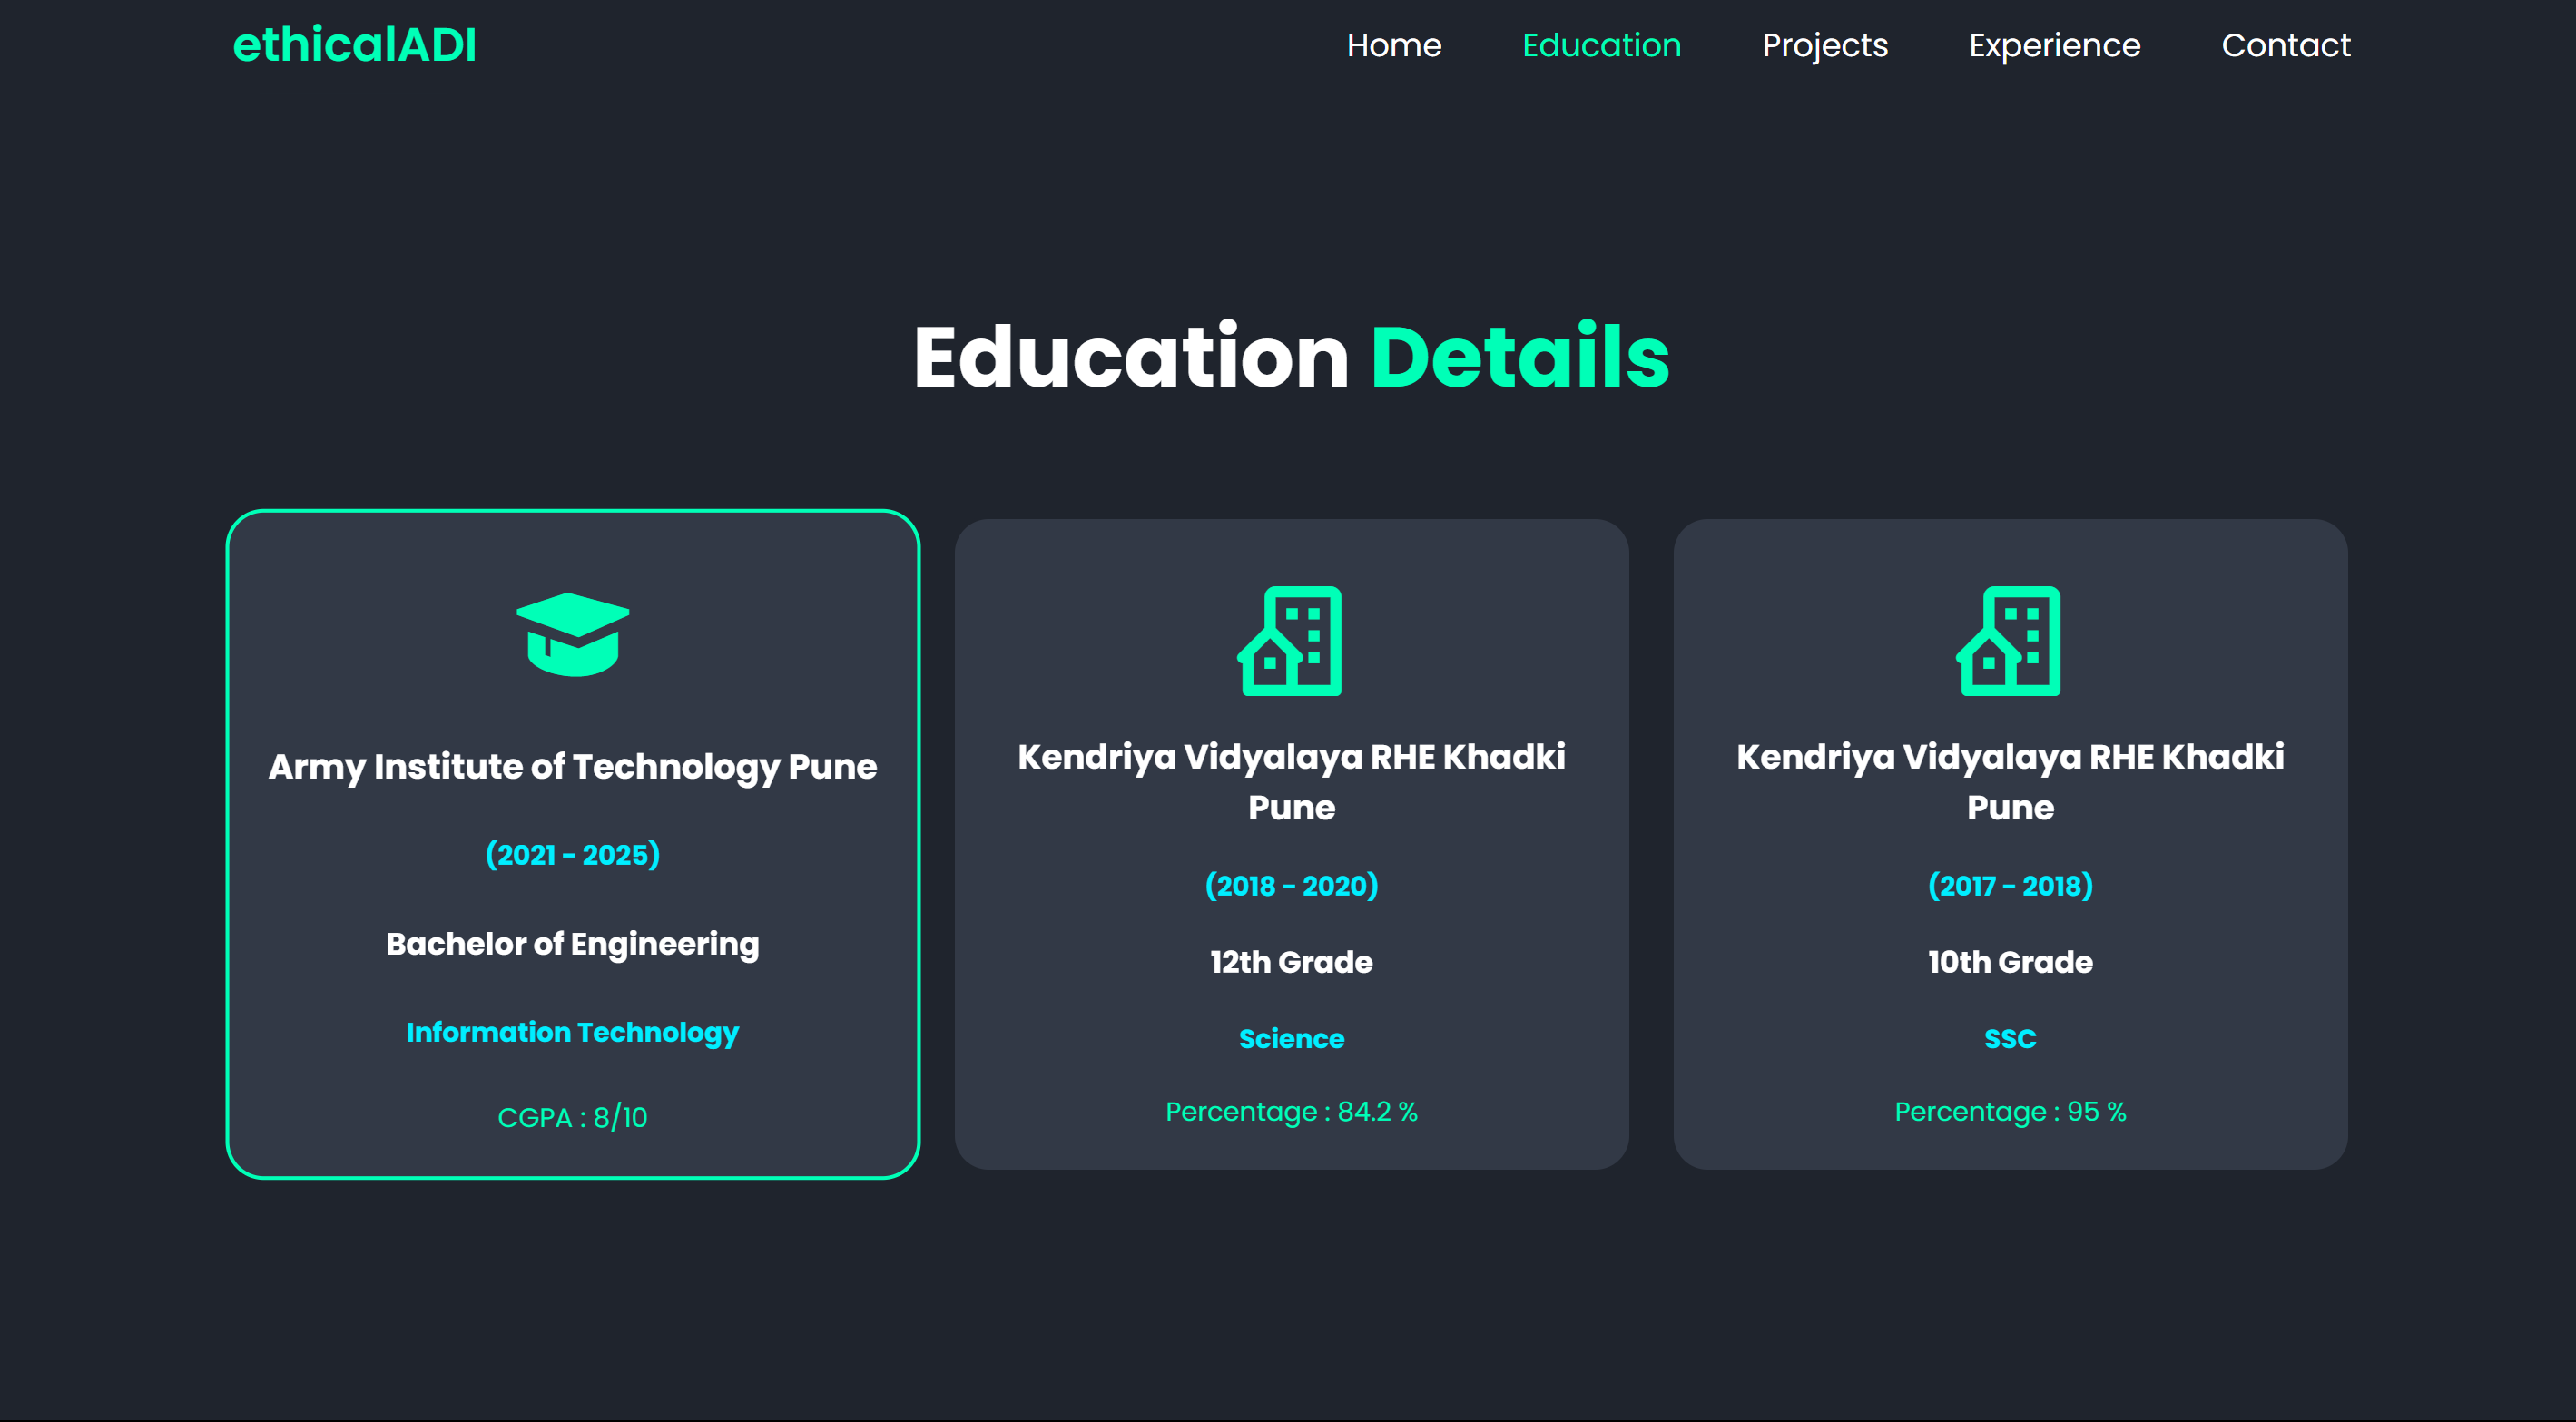 ethicalADI
Home Education Projects Experience Contact
Education Details
Army Institute of Technology Pune
(2021 - 2025)
Bachelor of Engineering
Information Technology
CGPA : 8/10
Kendriya Vidyalaya RHE Khadki
Pune
(2018 - 2020)
12th Grade
Science
Percentage : 84.2 %
Kendriya Vidyalaya RHE Khadki
Pune
(2017 - 2018)
10th Grade
SSC
Percentage : 95 %